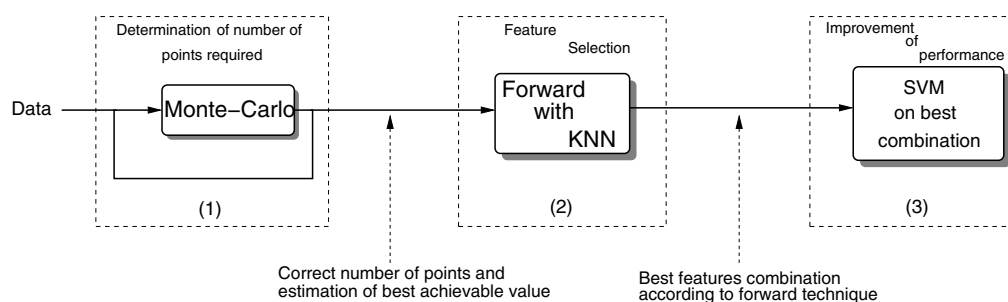 Determination of number of
points required
Data
Monte-Carlo
(1)
Correct number of points and
estimation of best achievable value
Feature
Selection
Forward
with
KNN
(2)
Best features combination
according to forward technique
Improvement
of
performance
SVM
on best
combination
(3)